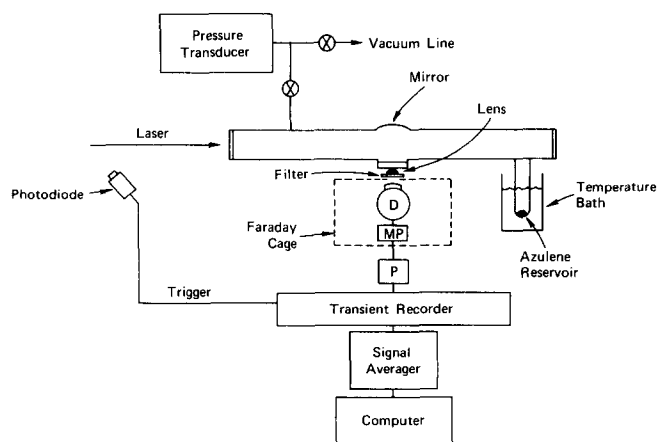 Pressure
Transducer
Vacuum Line
Mirror
Lens
Laser
Filter
Photodiode
D
Temperature
Bath
Faraday
Cage
MP
Azulene
Reservoir
P
Trigger
Transient Recorder
Signal
Averager
Computer